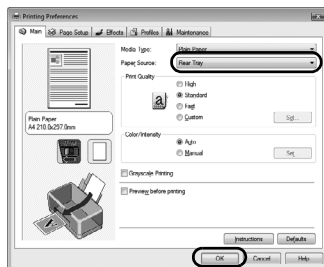 Printing Preferences
Main Page Setup Effects Profiles Maintenance
Media Type: Plain Paper
Paper Source: Rear Tray
Print Quality
High
Standard
Fast
Custom Set...
Plain Paper
A4 210.0x297.0mm
Color/Intensity
Auto
Manual Set...
Grayscale Printing
Preview before printing
Instructions Defaults
OK Cancel Help